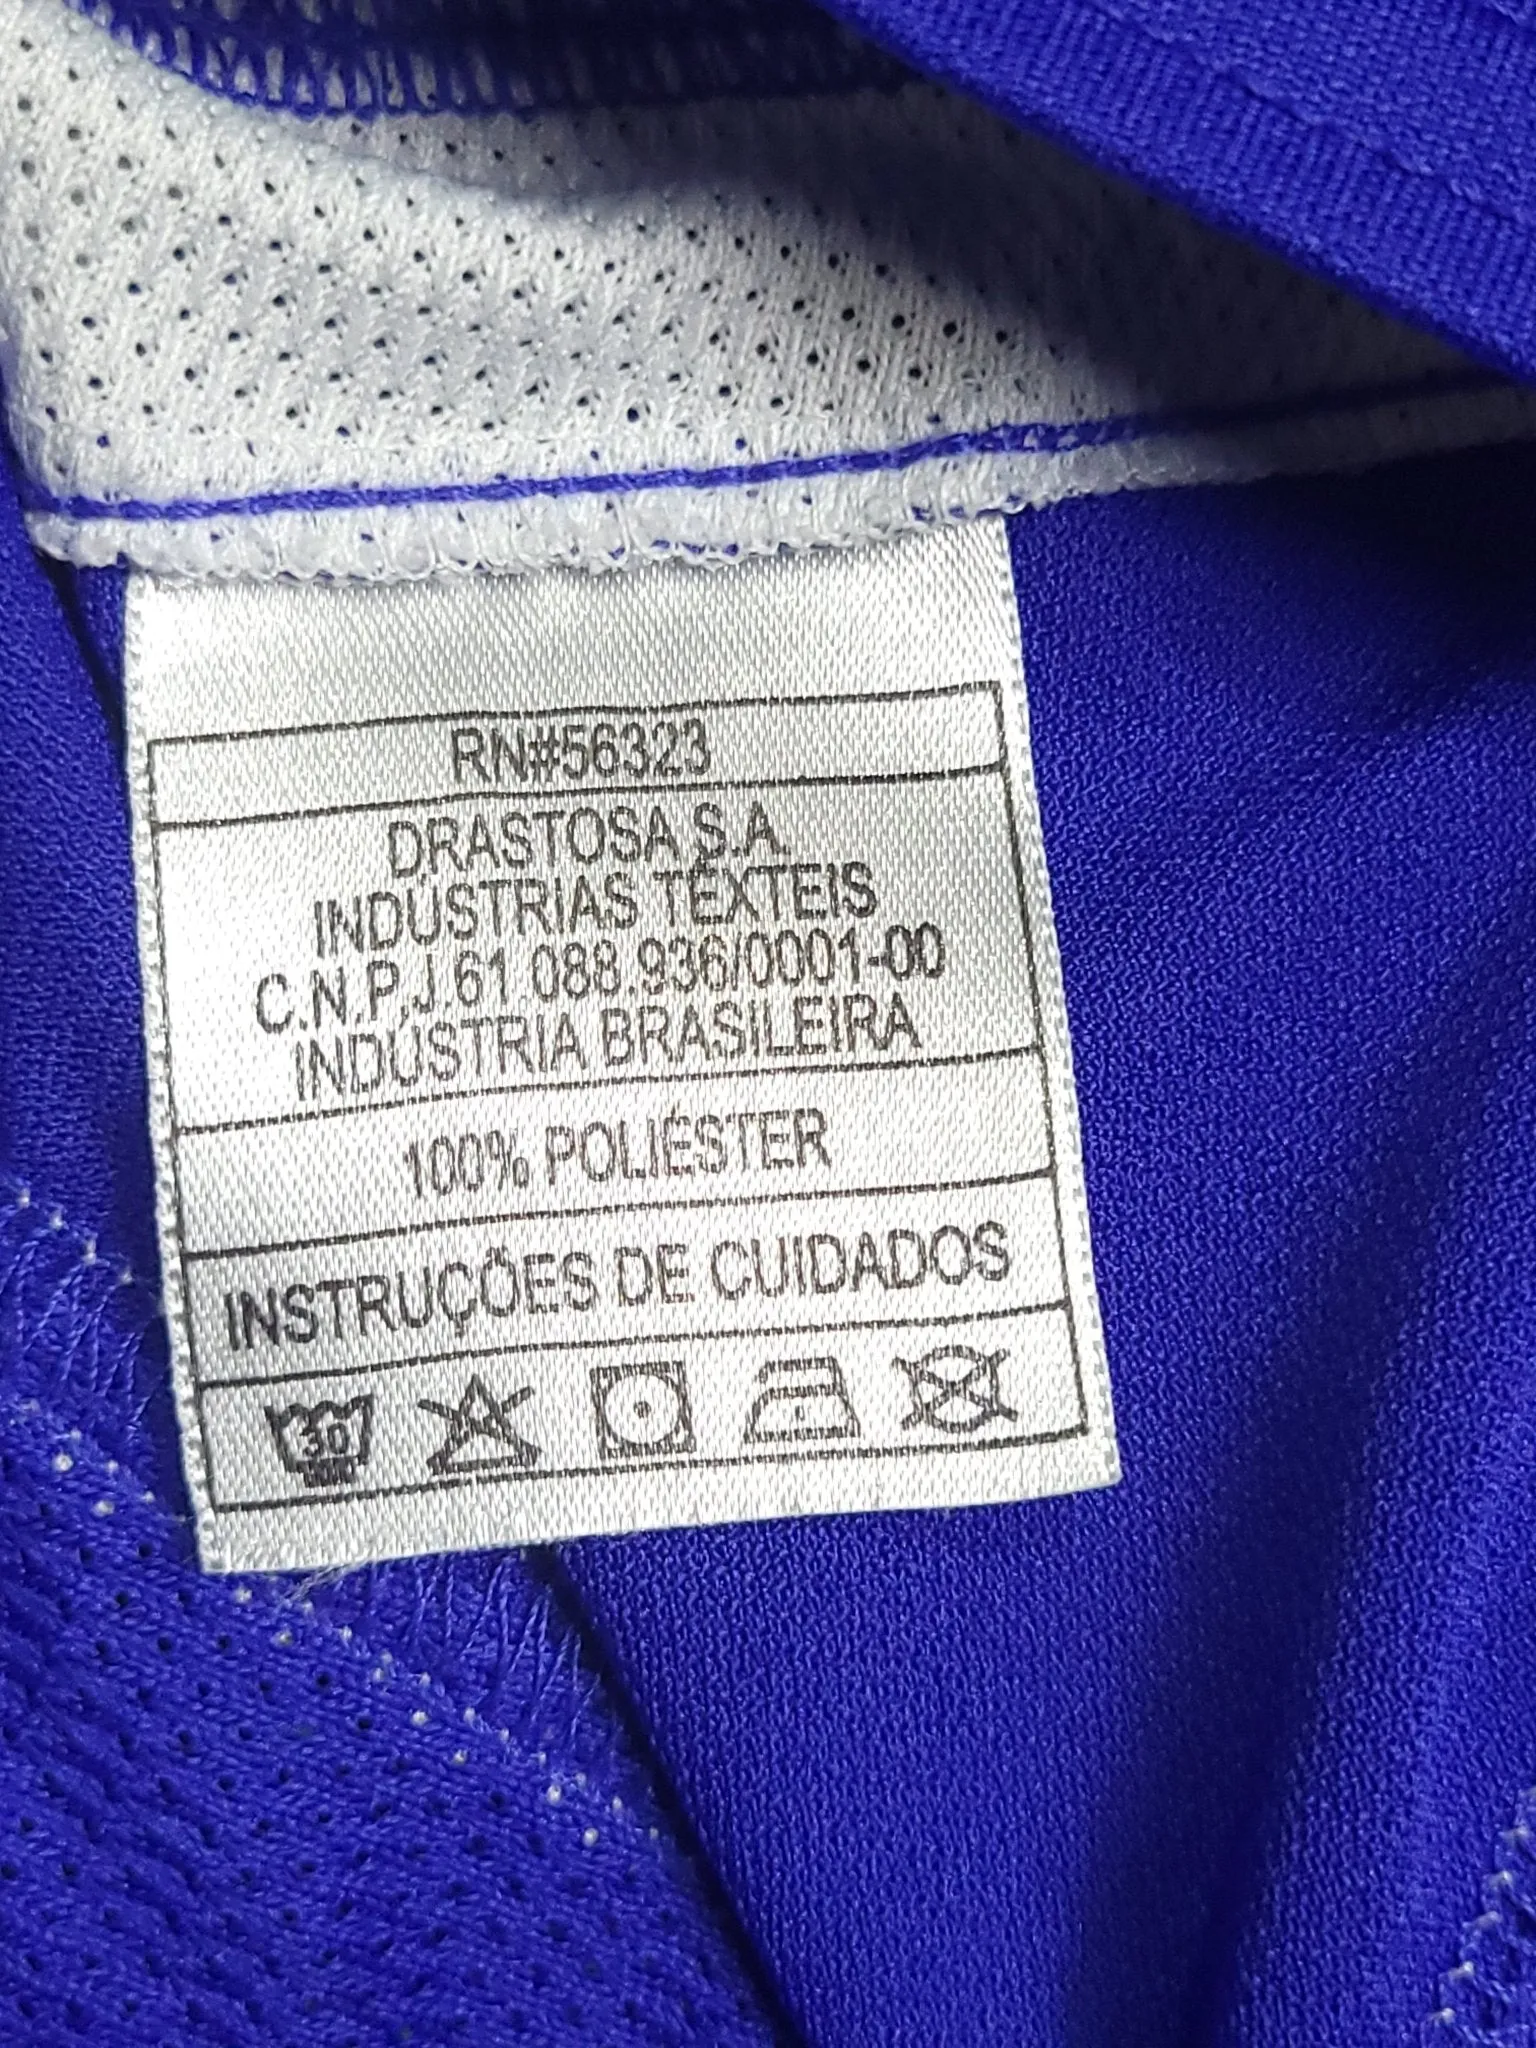 RN#56323
DRASTOSA S.A.
INDÚSTRIAS TÊXTEIS
C.N.P.J.61.088.936/0001-00
INDÚSTRIA BRASILEIRA
100% POLIÉSTER
INSTRUÇÕES DE CUIDADOS
30